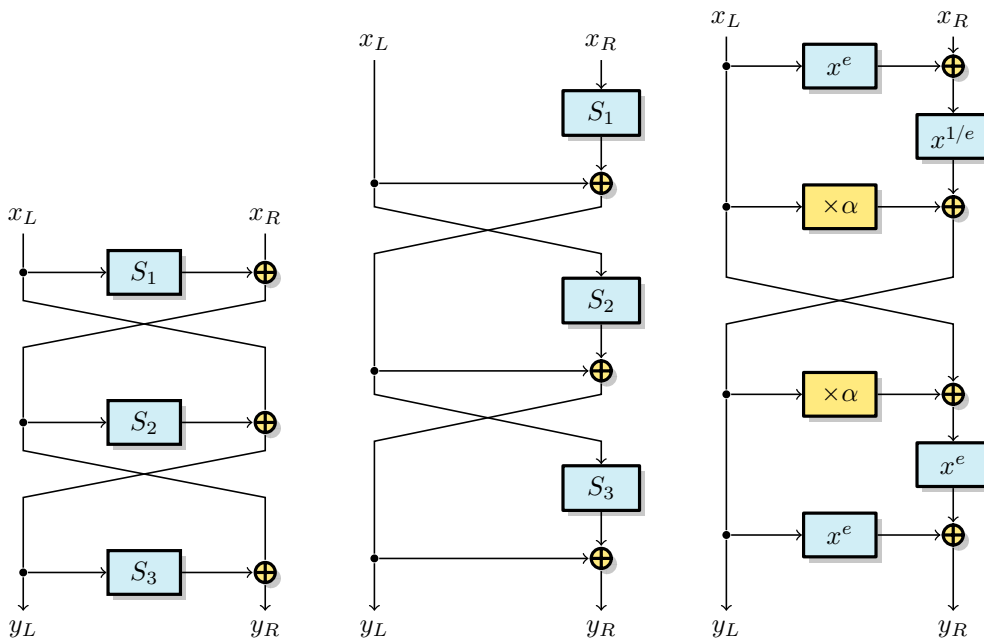 x_L x_R
S_1
S_2
S_3
y_L y_R
x_L x_R
S_1
S_2
S_3
y_L y_R
x_L x_R
x^e
x^{1/e}
×α
×α
x^e
x^e
y_L y_R